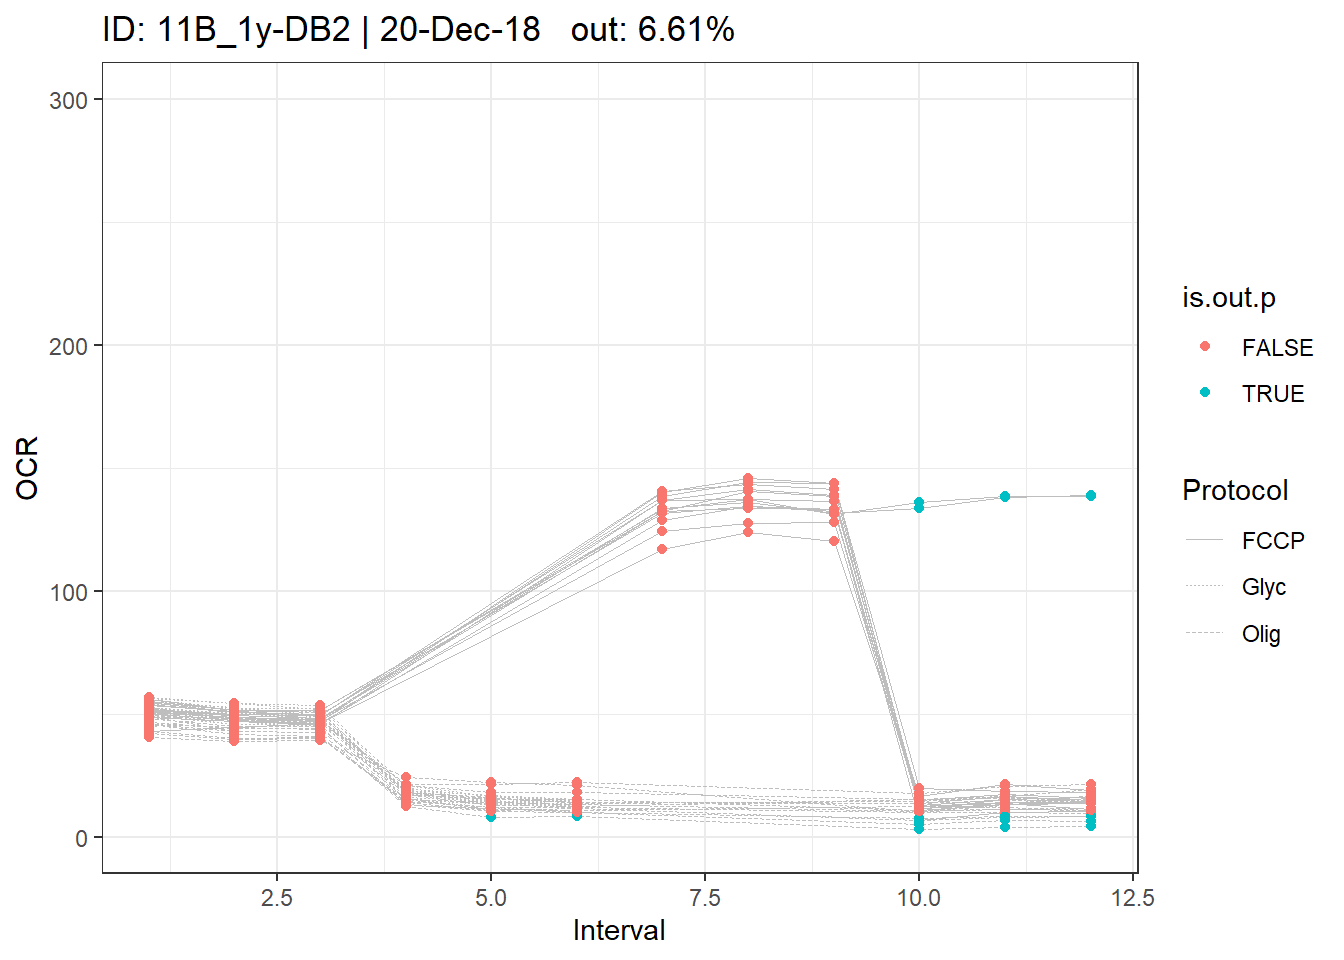 ID: 11B_1y-DB2 | 20-Dec-18   out: 6.61%
300
200
100
0
OCR
2.5
5.0
7.5
10.0
12.5
Interval
is.out.p
FALSE
TRUE
Protocol
FCCP
Glyc
Olig